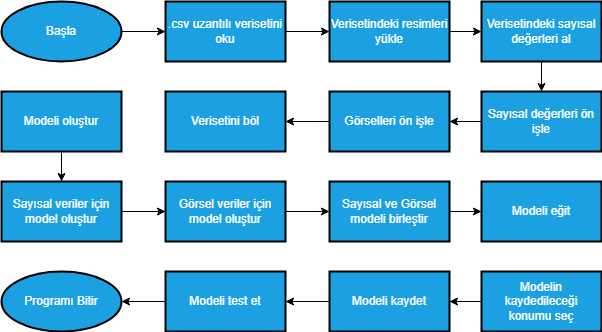 Başla
.csv uzantılı verisetini
oku
Verisetindeki resimleri
yükle
Verisetindeki sayısal
değerleri al
Sayısal değerleri ön
işle
Görselleri ön işle
Verisetini böl
Modeli oluştur
Sayısal veriler için
model oluştur
Görsel veriler için
model oluştur
Sayısal ve Görsel
modeli birleştir
Modeli eğit
Modelin
kaydedileceği
konumu seç
Modeli kaydet
Modeli test et
Programı Bitir